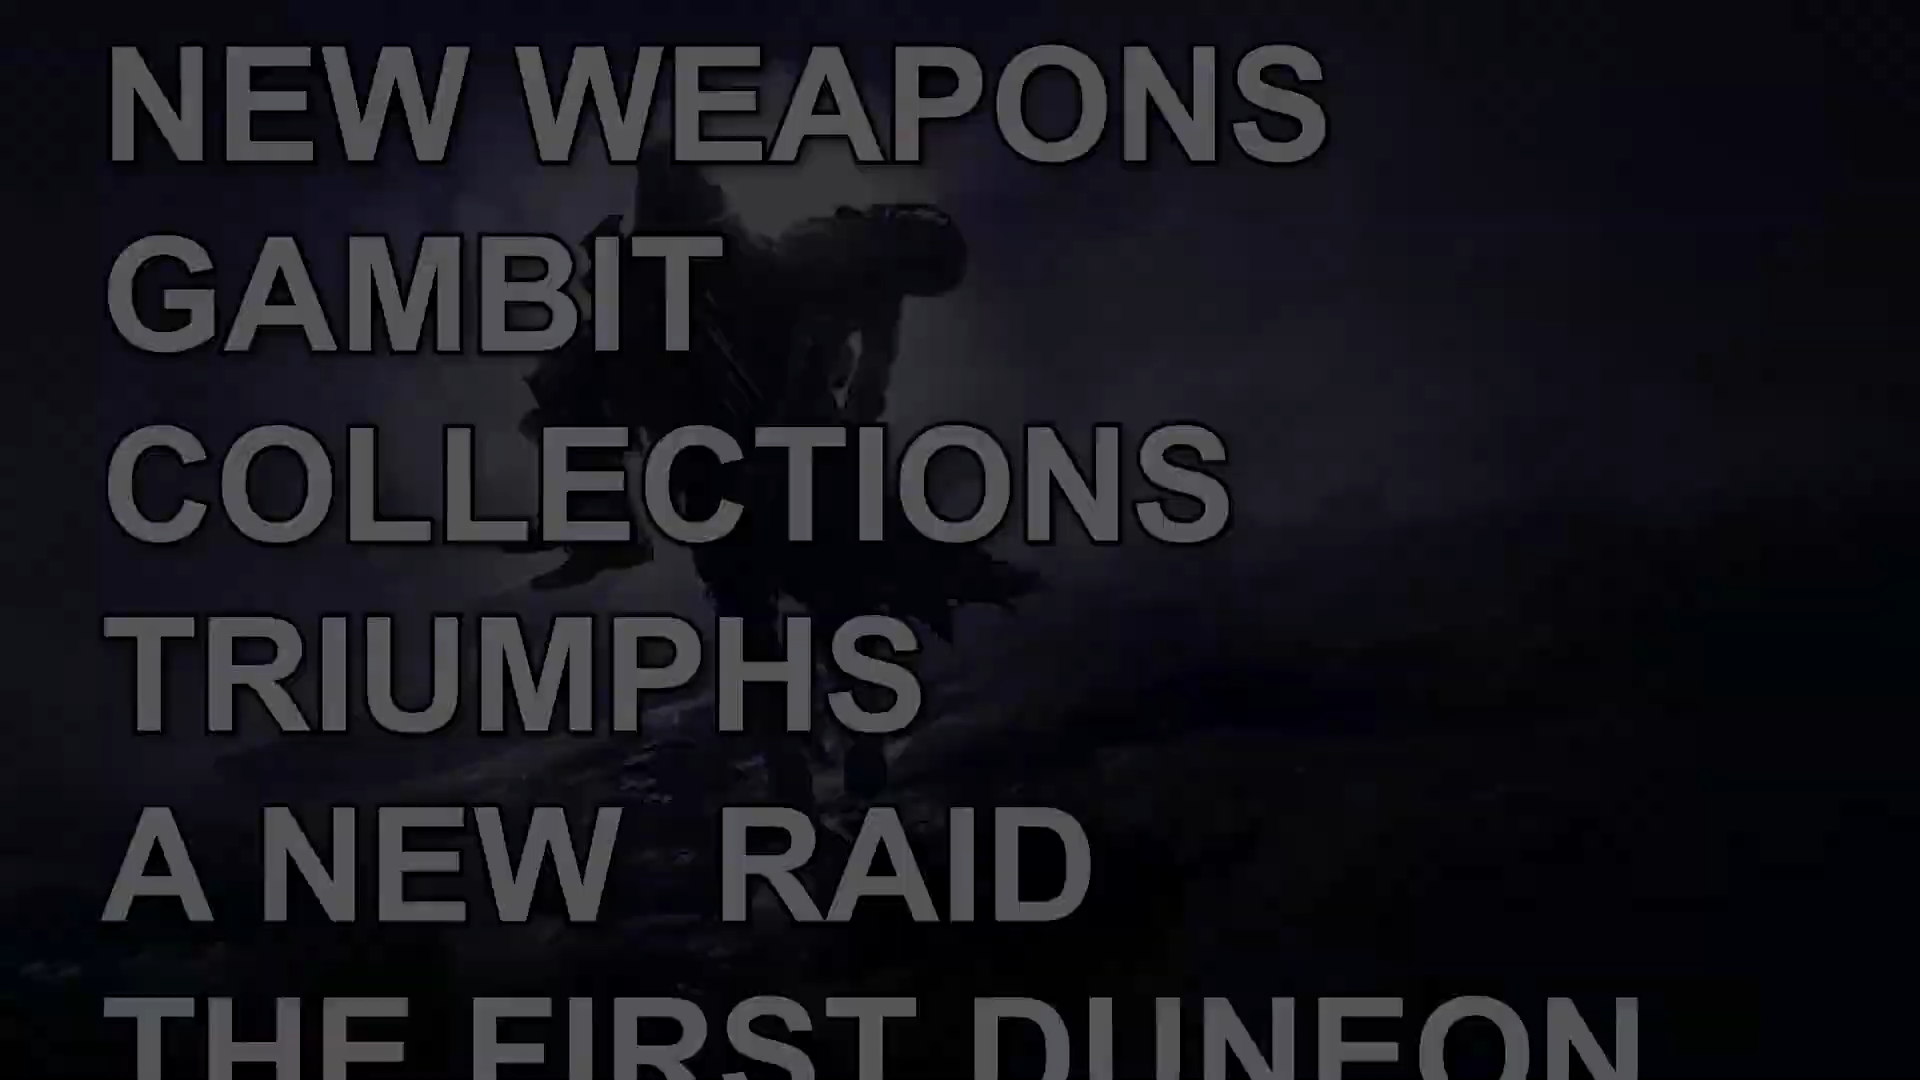 NEW WEAPONS
GAMBIT
COLLECTIONS
TRIUMPHS
A NEW RAID
THE FIRST DUNEON